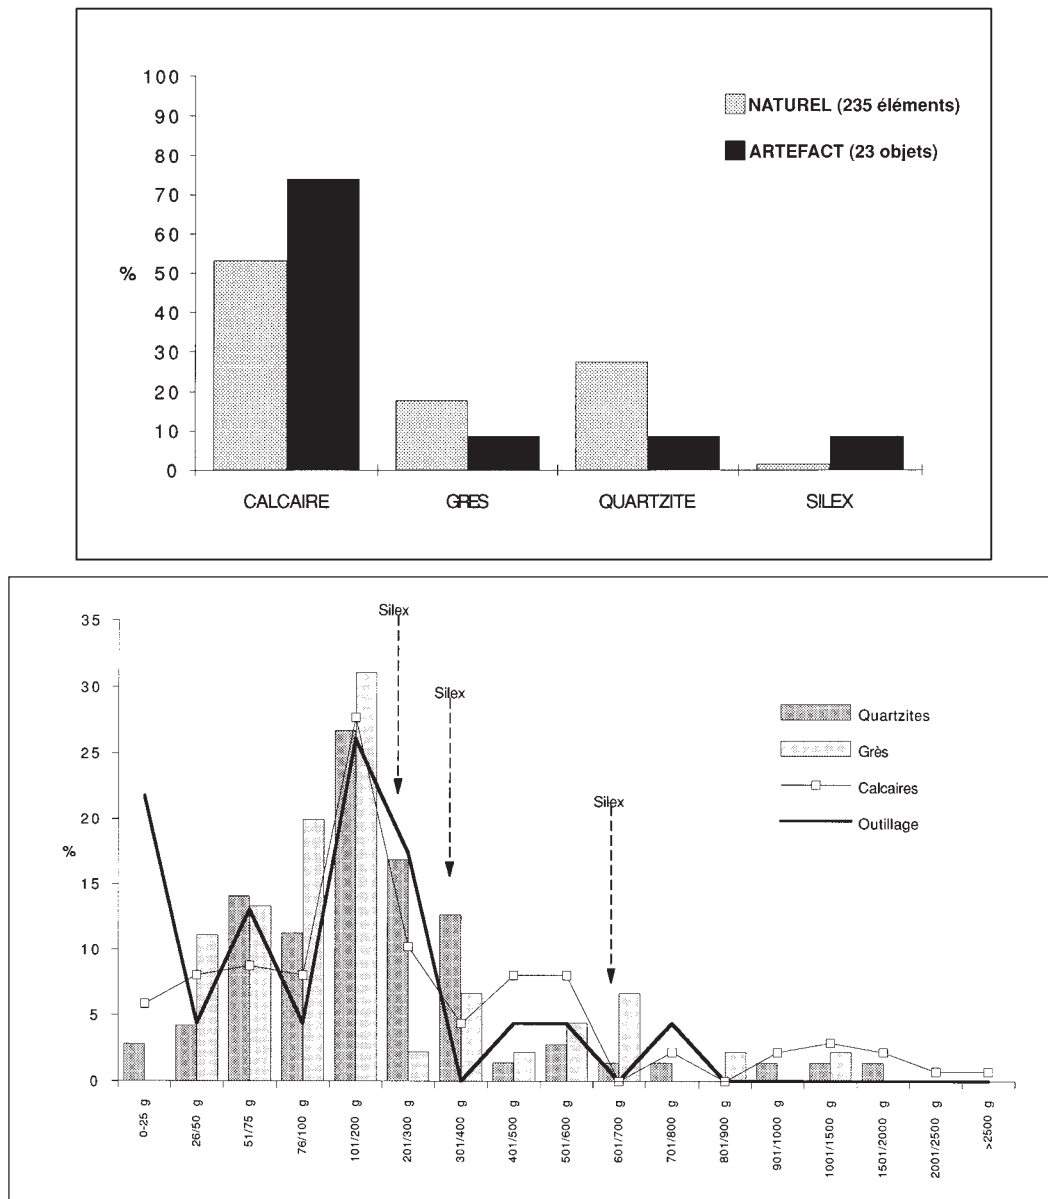 100
90
80
70
60
50
40
30
20
10
0
%
NATUREL (235 éléments)
ARTEFACT (23 objets)
CALCAIRE GRES QUARTZITE SILEX
35
30
25
20
15
10
5
0
%
Silex
Silex
Silex
Quartzites
Grès
Calcaires
Outillage
0-25 g
26/50 g
51/75 g
76/100 g
101/200 g
201/300 g
301/400 g
401/500 g
501/600 g
601/700 g
701/800 g
801/900 g
901/1000 g
1001/1500 g
1501/2000 g
2001/2500 g
>2500 g